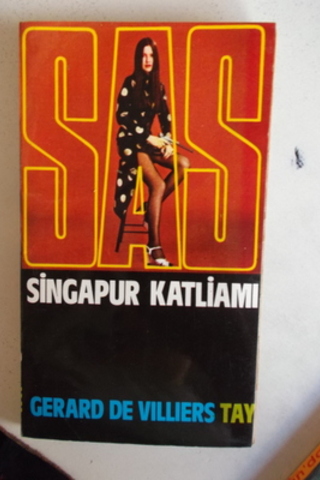 SAS
SİNGAPUR KATLİAMI
GERARD DE VILLIERS TAY